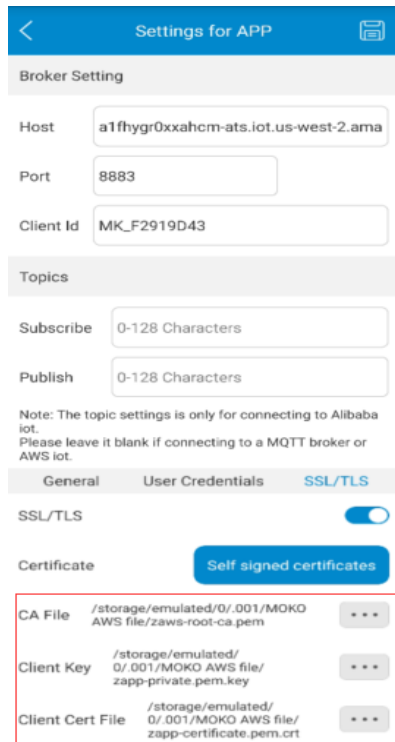 Settings for APP
Broker Setting
Host a1fhygr0xxahcm-ats.iot.us-west-2.ama
Port 8883
Client Id MK_F2919D43
Topics
Subscribe 0-128 Characters
Publish 0-128 Characters
Note: The topic settings is only for connecting to Alibaba
iot.
Please leave it blank if connecting to a MQTT broker or
AWS iot.
General User Credentials SSL/TLS
SSL/TLS
Certificate Self signed certificates
CA File /storage/emulated/0/.001/MOKO
AWS file/zaws-root-ca.pem
Client Key /storage/emulated/
0/.001/MOKO AWS file/
zapp-private.pem.key
Client Cert File /storage/emulated/
0/.001/MOKO AWS file/
zapp-certificate.pem.crt